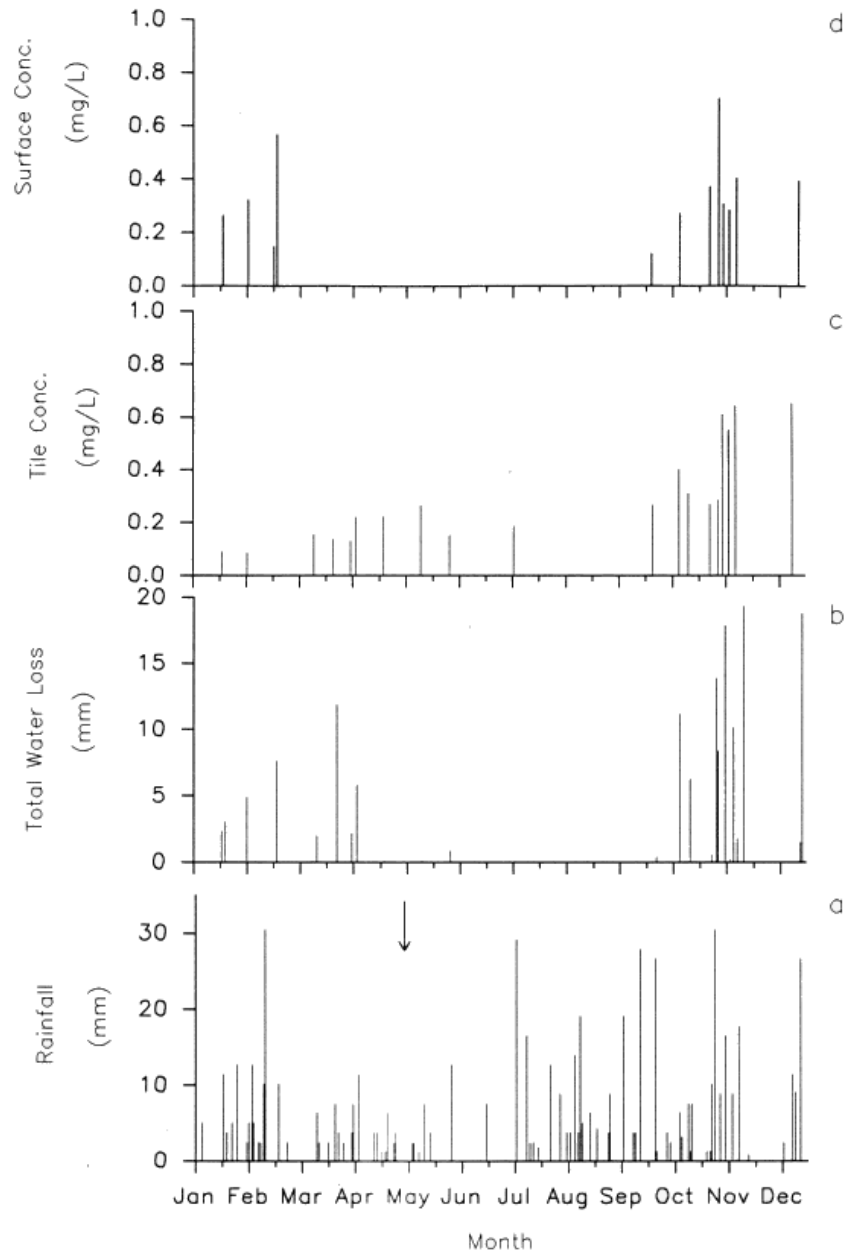 d
Surface Conc.
(mg/L)
1.0
0.8
0.6
0.4
0.2
0.0
c
Tile Conc.
(mg/L)
1.0
0.8
0.6
0.4
0.2
0.0
b
Total Water Loss
(mm)
20
15
10
5
0
a
Rainfall
(mm)
30
20
10
0
Jan Feb Mar Apr May Jun Jul Aug Sep Oct Nov Dec
Month